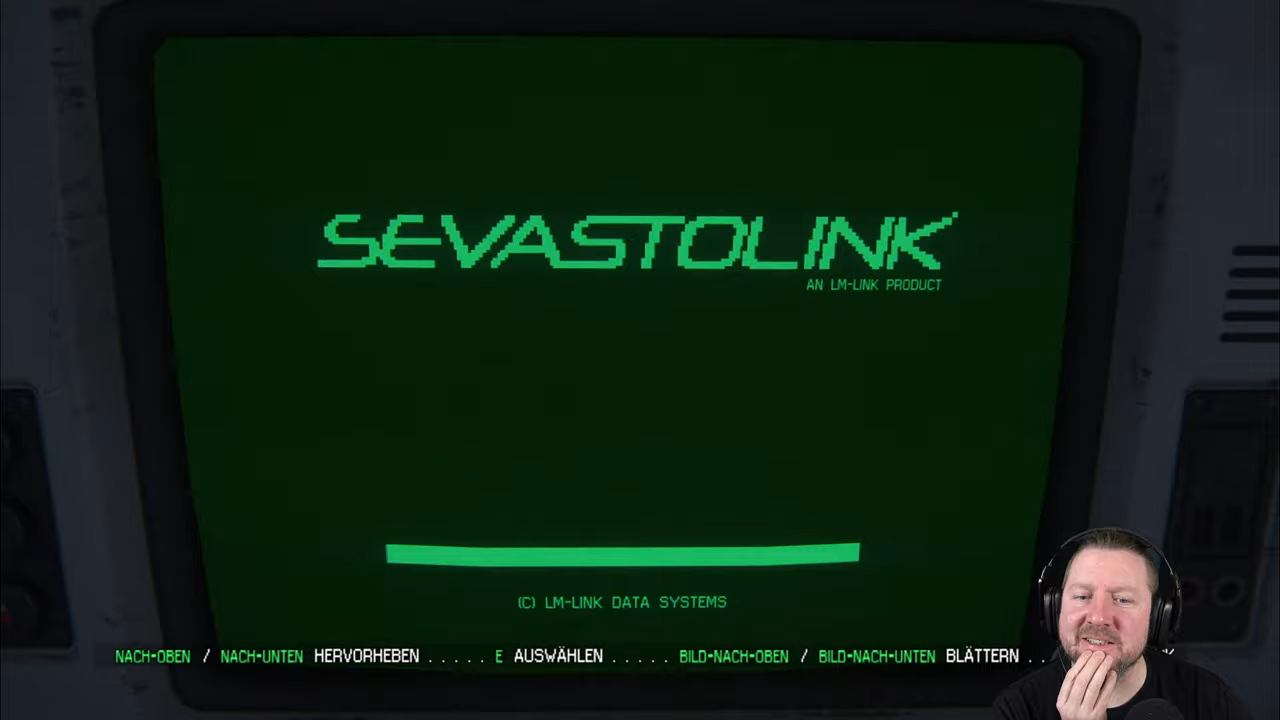 SEVASTOLINK
AN LM-LINK PRODUCT
(C) LM-LINK DATA SYSTEMS
NACH-OBEN / NACH-UNTEN HERVORHEBEN ..... E AUSWÄHLEN ..... BILD-NACH-OBEN / BILD-NACH-UNTEN BLÄTTERN ..